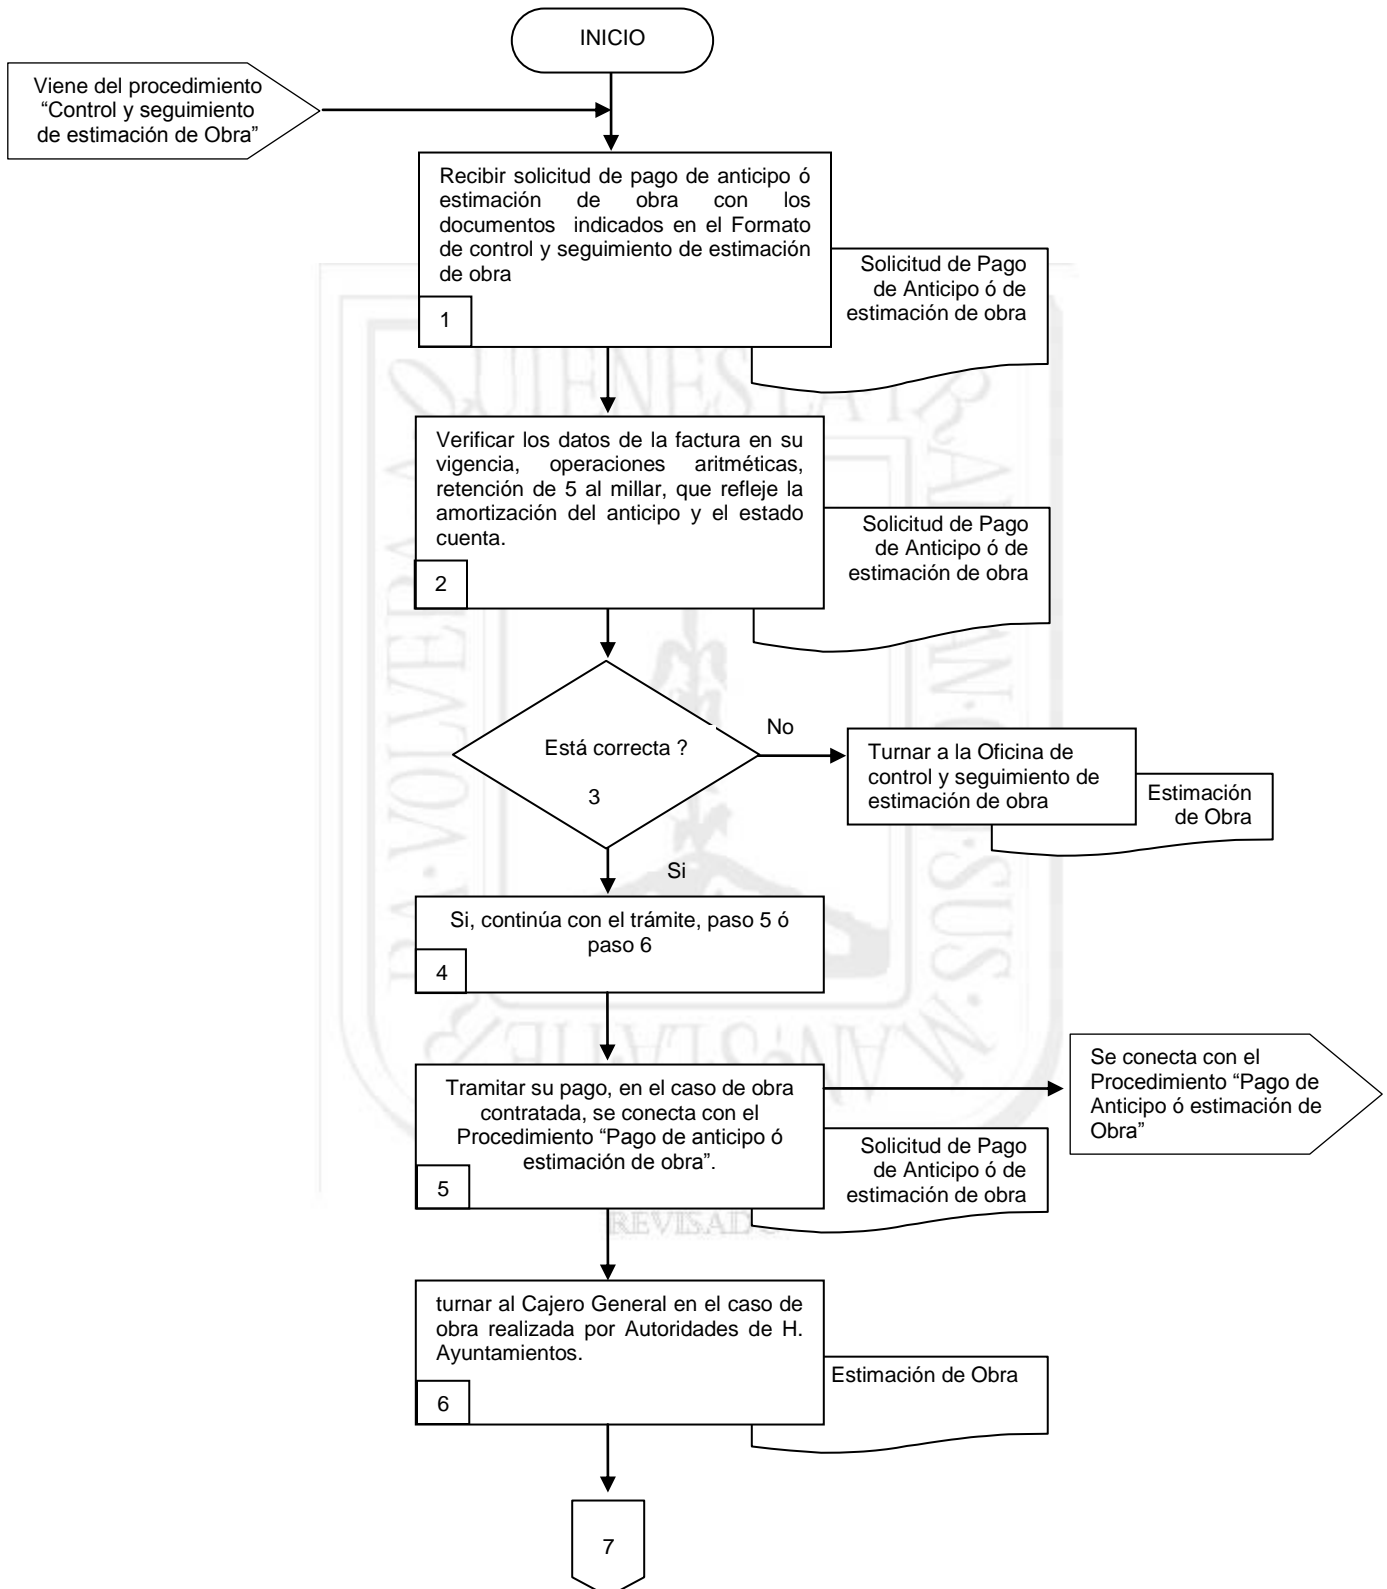 INICIO
Viene del procedimiento
“Control y seguimiento
de estimación de Obra”
Recibir solicitud de pago de anticipo ó
estimación de obra con los
documentos indicados en el Formato
de control y seguimiento de estimación
de obra
1
Solicitud de Pago
de Anticipo ó de
estimación de obra
Verificar los datos de la factura en su
vigencia, operaciones aritméticas,
retención de 5 al millar, que refleje la
amortización del anticipo y el estado
cuenta.
2
Solicitud de Pago
de Anticipo ó de
estimación de obra
Está correcta ?
3
No
Turnar a la Oficina de
control y seguimiento de
estimación de obra
Estimación
de Obra
Si
Si, continúa con el trámite, paso 5 ó
paso 6
4
Tramitar su pago, en el caso de obra
contratada, se conecta con el
Procedimiento “Pago de anticipo ó
estimación de obra”.
5
Se conecta con el
Procedimiento “Pago de
Anticipo ó estimación de
Obra”
Solicitud de Pago
de Anticipo ó de
estimación de obra
turnar al Cajero General en el caso de
obra realizada por Autoridades de H.
Ayuntamientos.
6
Estimación de Obra
7